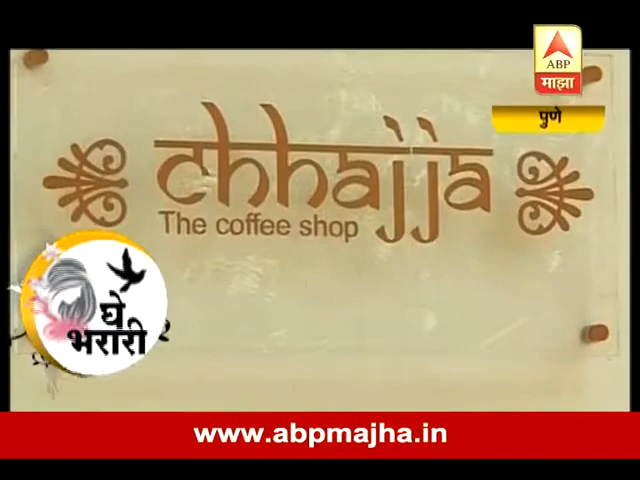 ABP
माझा
पुणे
chhajja
The coffee shop
घे
भरारी
www.abpmajha.in